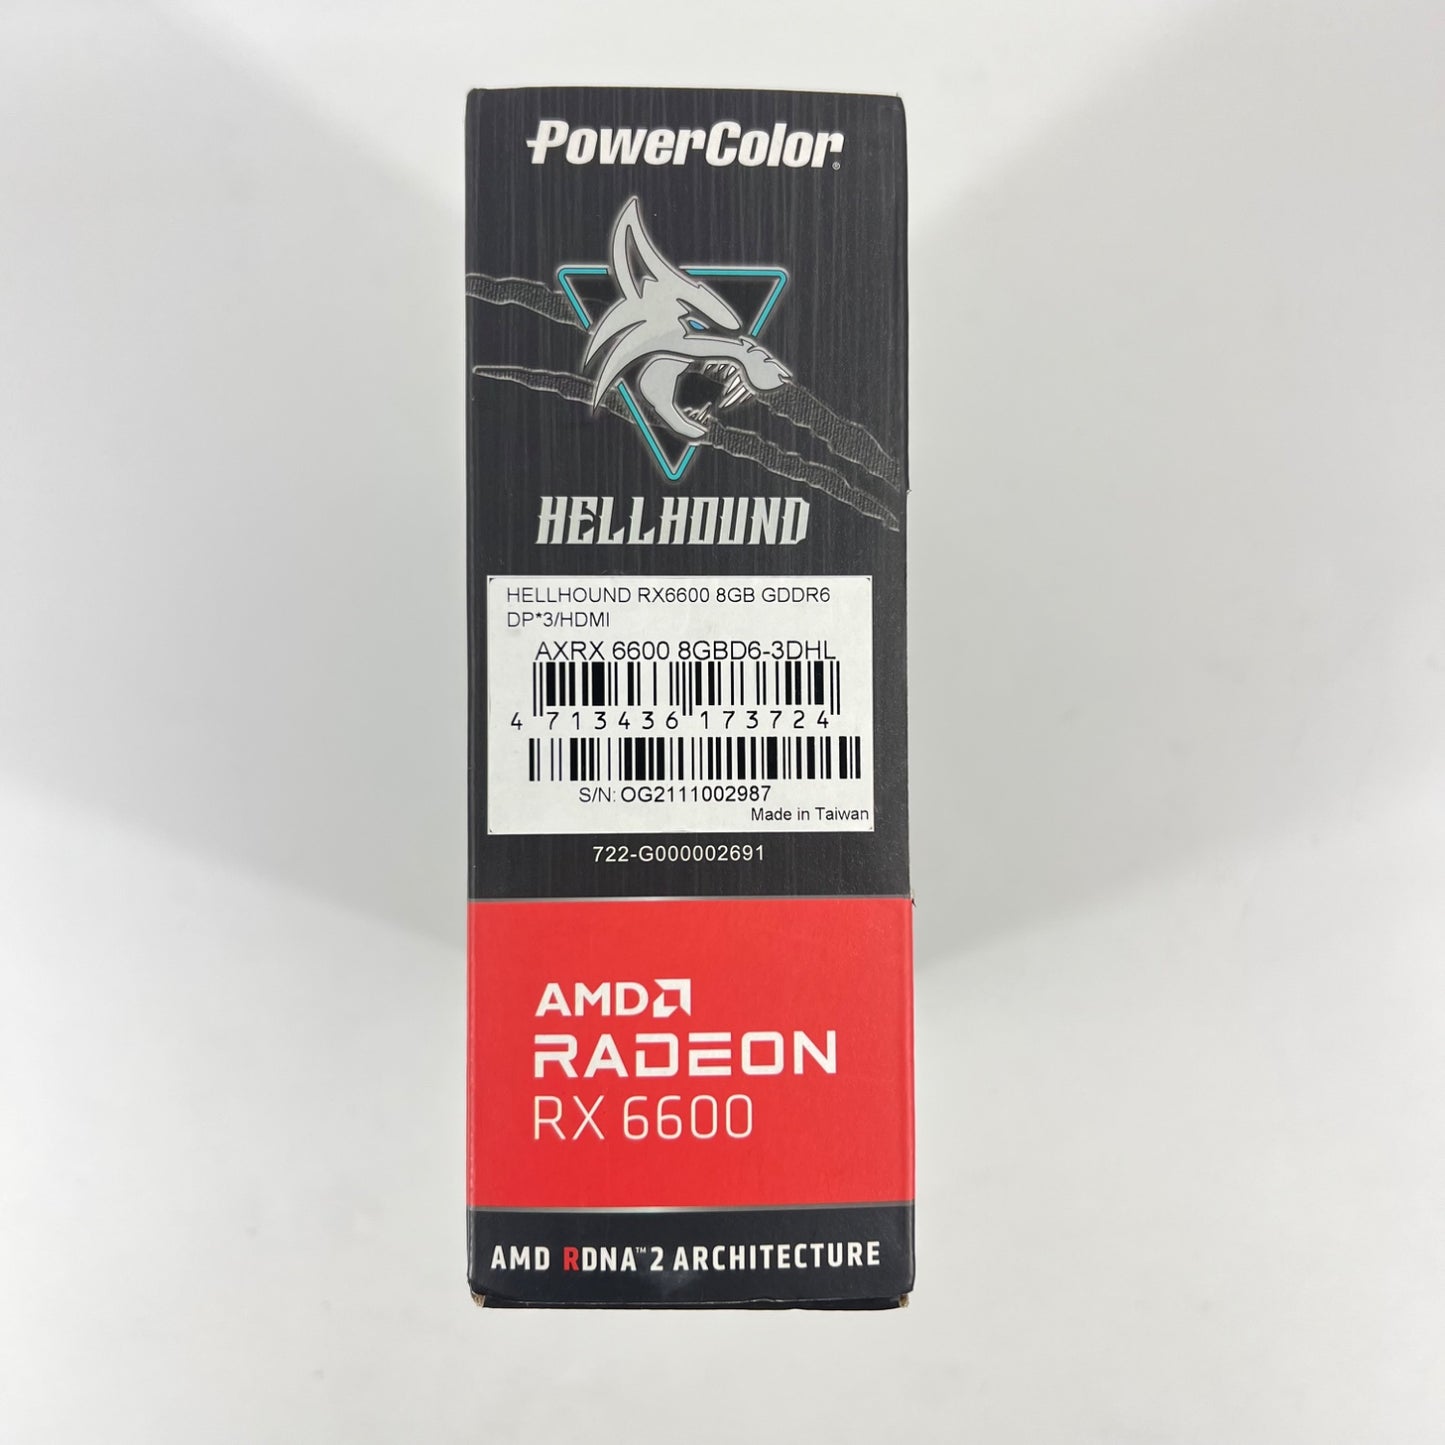 PowerColor®
HELLHOUND
HELLHOUND RX6600 8GB GDDR6
DP*3/HDMI
AXRX 6600 8GBD6-3DHL
4 713436 173724
S/N: OG2111002987
Made in Taiwan
722-G000002691
AMD
RADEON
RX 6600
AMD RDNA™ 2 ARCHITECTURE